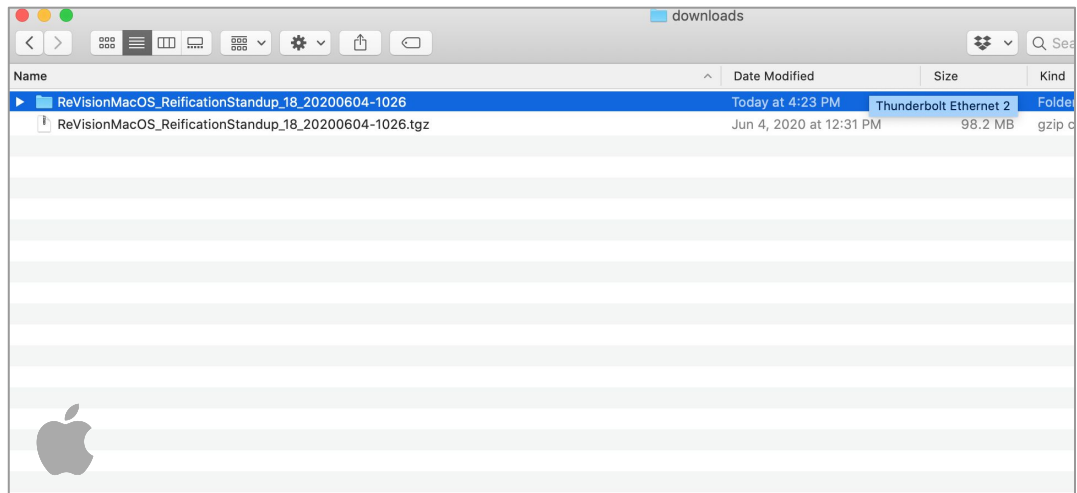 downloads
Sea
Name Date Modified Size Kind
ReVisionMacOS_ReificationStandup_18_20200604-1026 Today at 4:23 PM Thunderbolt Ethernet 2 Folde
ReVisionMacOS_ReificationStandup_18_20200604-1026.tgz Jun 4, 2020 at 12:31 PM 98.2 MB gzip c